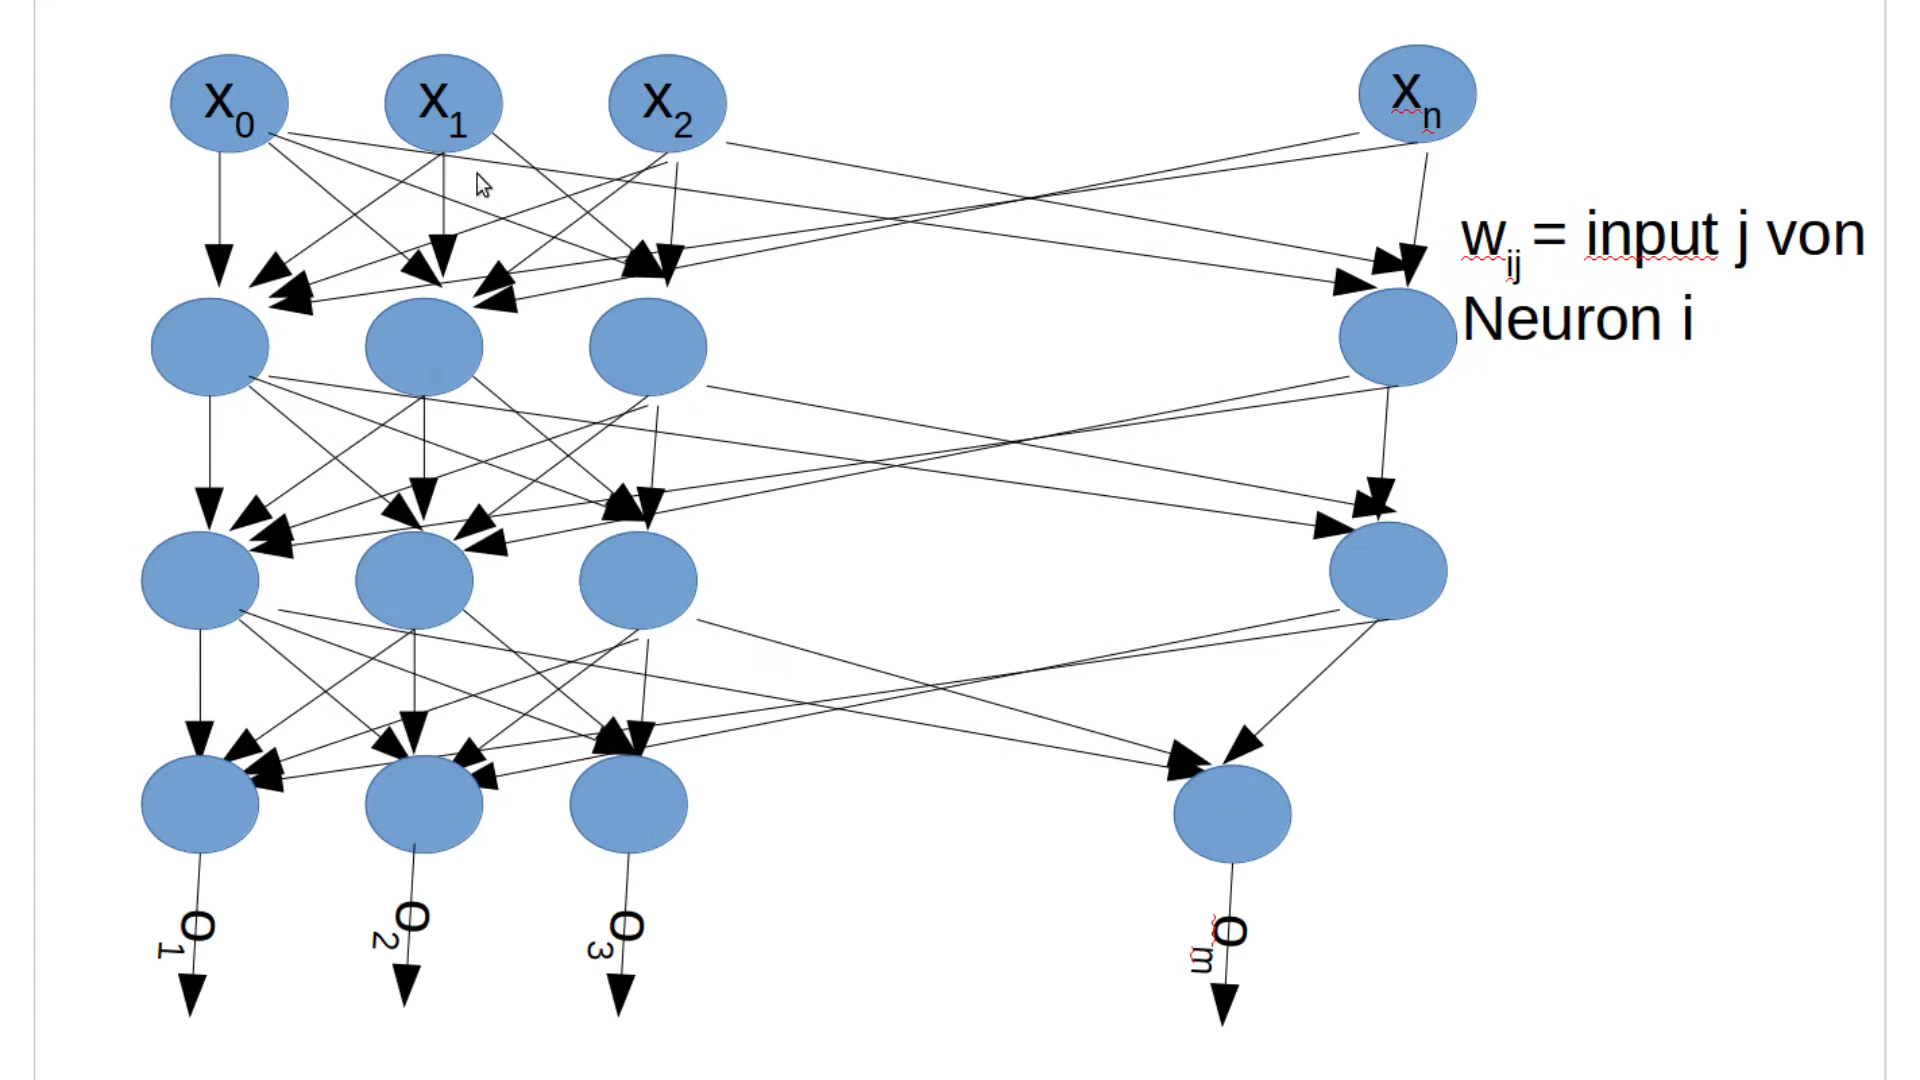 x0
x1
x2
xn
wij = input j von
Neuron i
o1
o2
o3
om